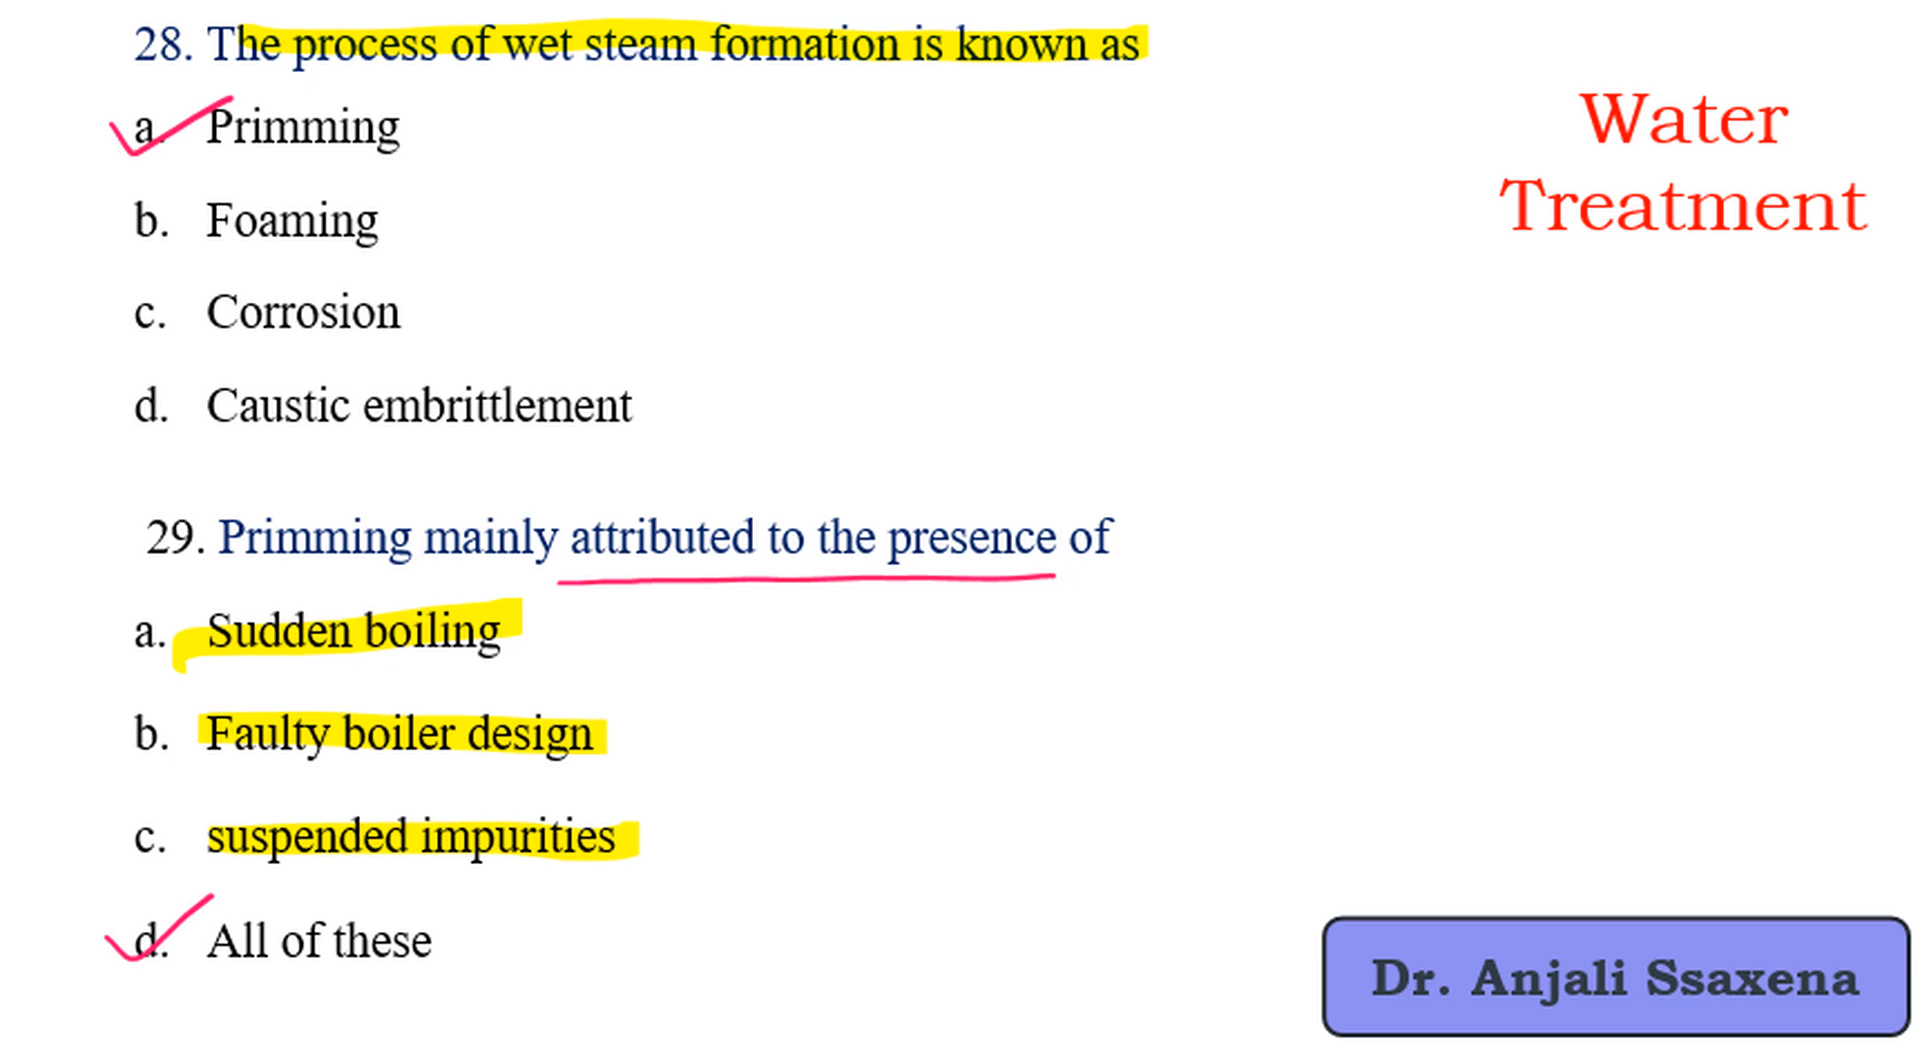 28. The process of wet steam formation is known as
a. Primming
b. Foaming
c. Corrosion
d. Caustic embrittlement
29. Primming mainly attributed to the presence of
a. Sudden boiling
b. Faulty boiler design
c. suspended impurities
d. All of these
Water
Treatment
Dr. Anjali Ssaxena